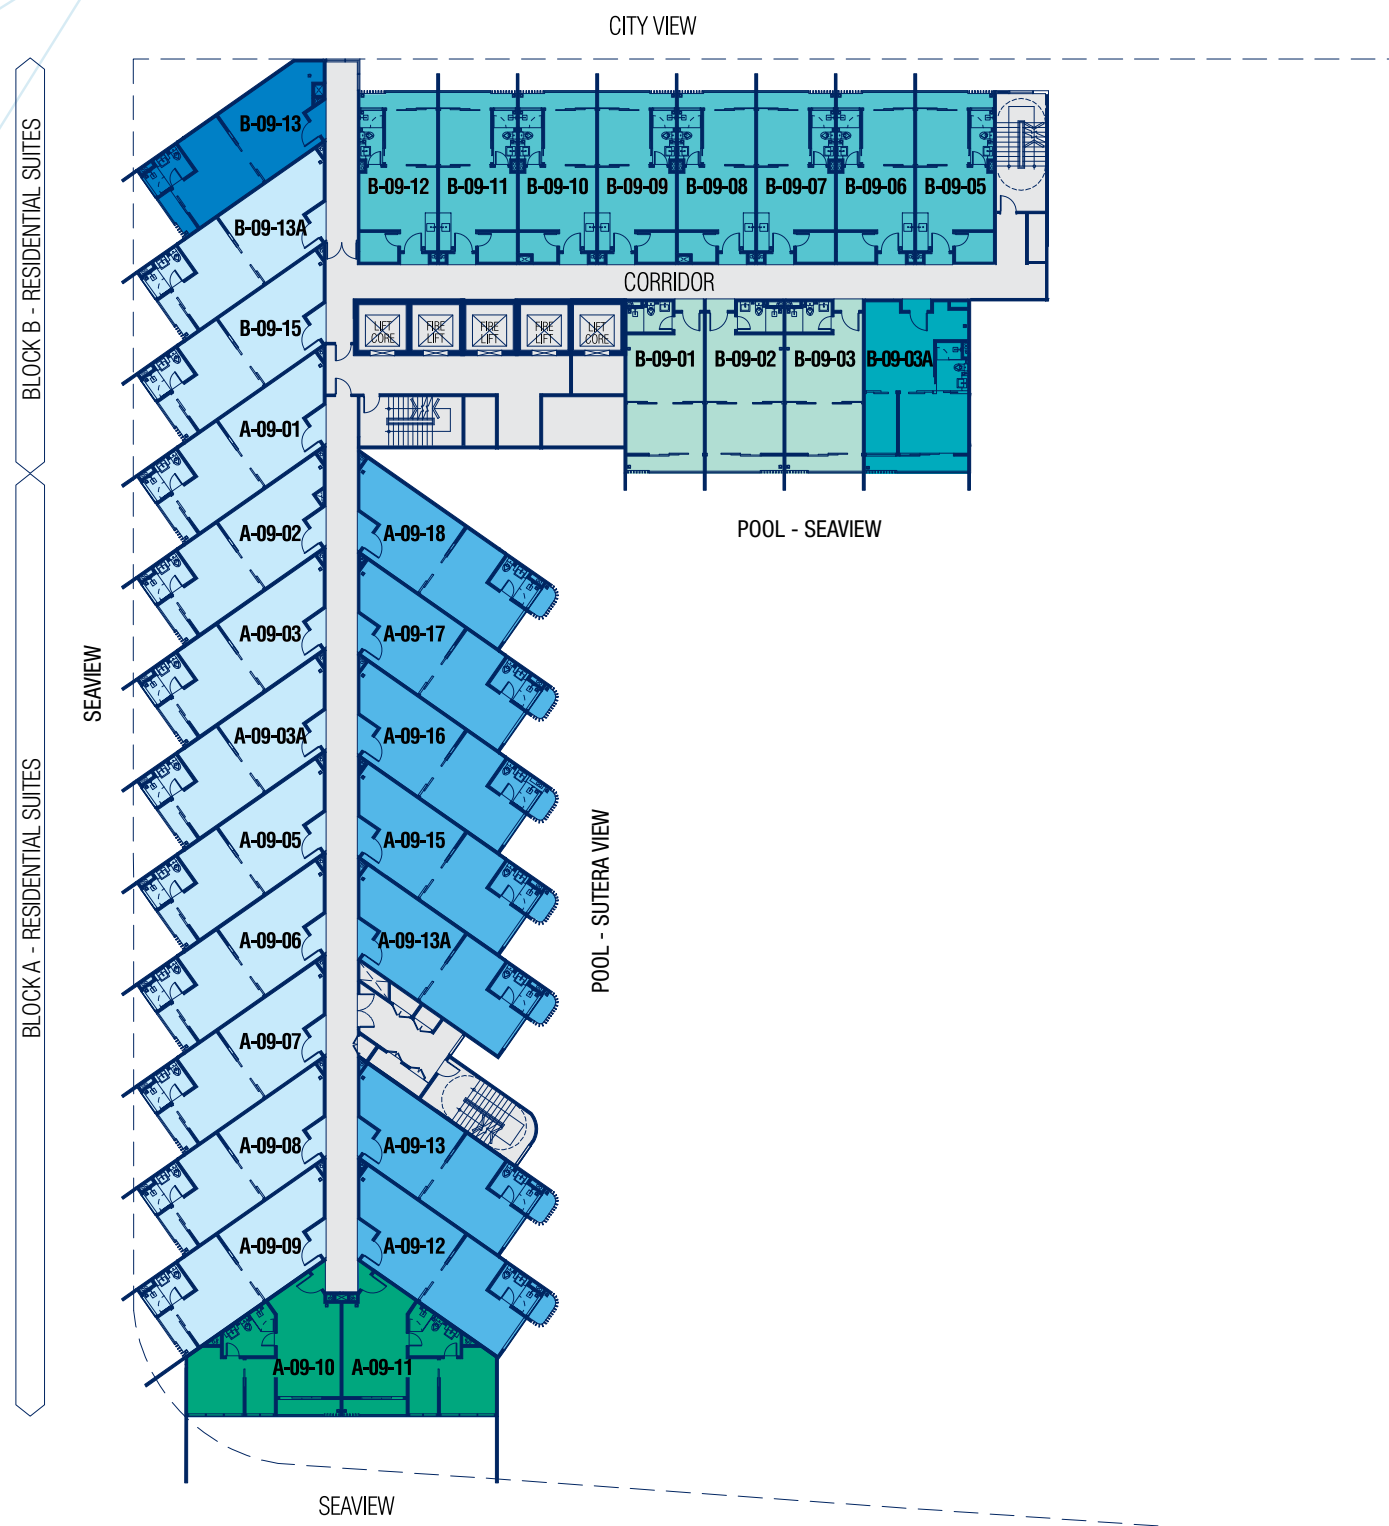 CITY VIEW
BLOCK B - RESIDENTIAL SUITES
B-09-13
B-09-12
B-09-11
B-09-10
B-09-09
B-09-08
B-09-07
B-09-06
B-09-05
B-09-13A
CORRIDOR
B-09-15
LIFT
CORE
FIRE
LIFT
FIRE
LIFT
FIRE
LIFT
LIFT
CORE
B-09-01
B-09-02
B-09-03
B-09-03A
A-09-01
POOL - SEAVIEW
A-09-02
A-09-18
SEAVIEW
A-09-03
A-09-17
A-09-03A
A-09-16
BLOCK A - RESIDENTIAL SUITES
A-09-05
A-09-15
POOL - SUTERA VIEW
A-09-06
A-09-13A
A-09-07
A-09-08
A-09-13
A-09-09
A-09-12
A-09-10
A-09-11
SEAVIEW